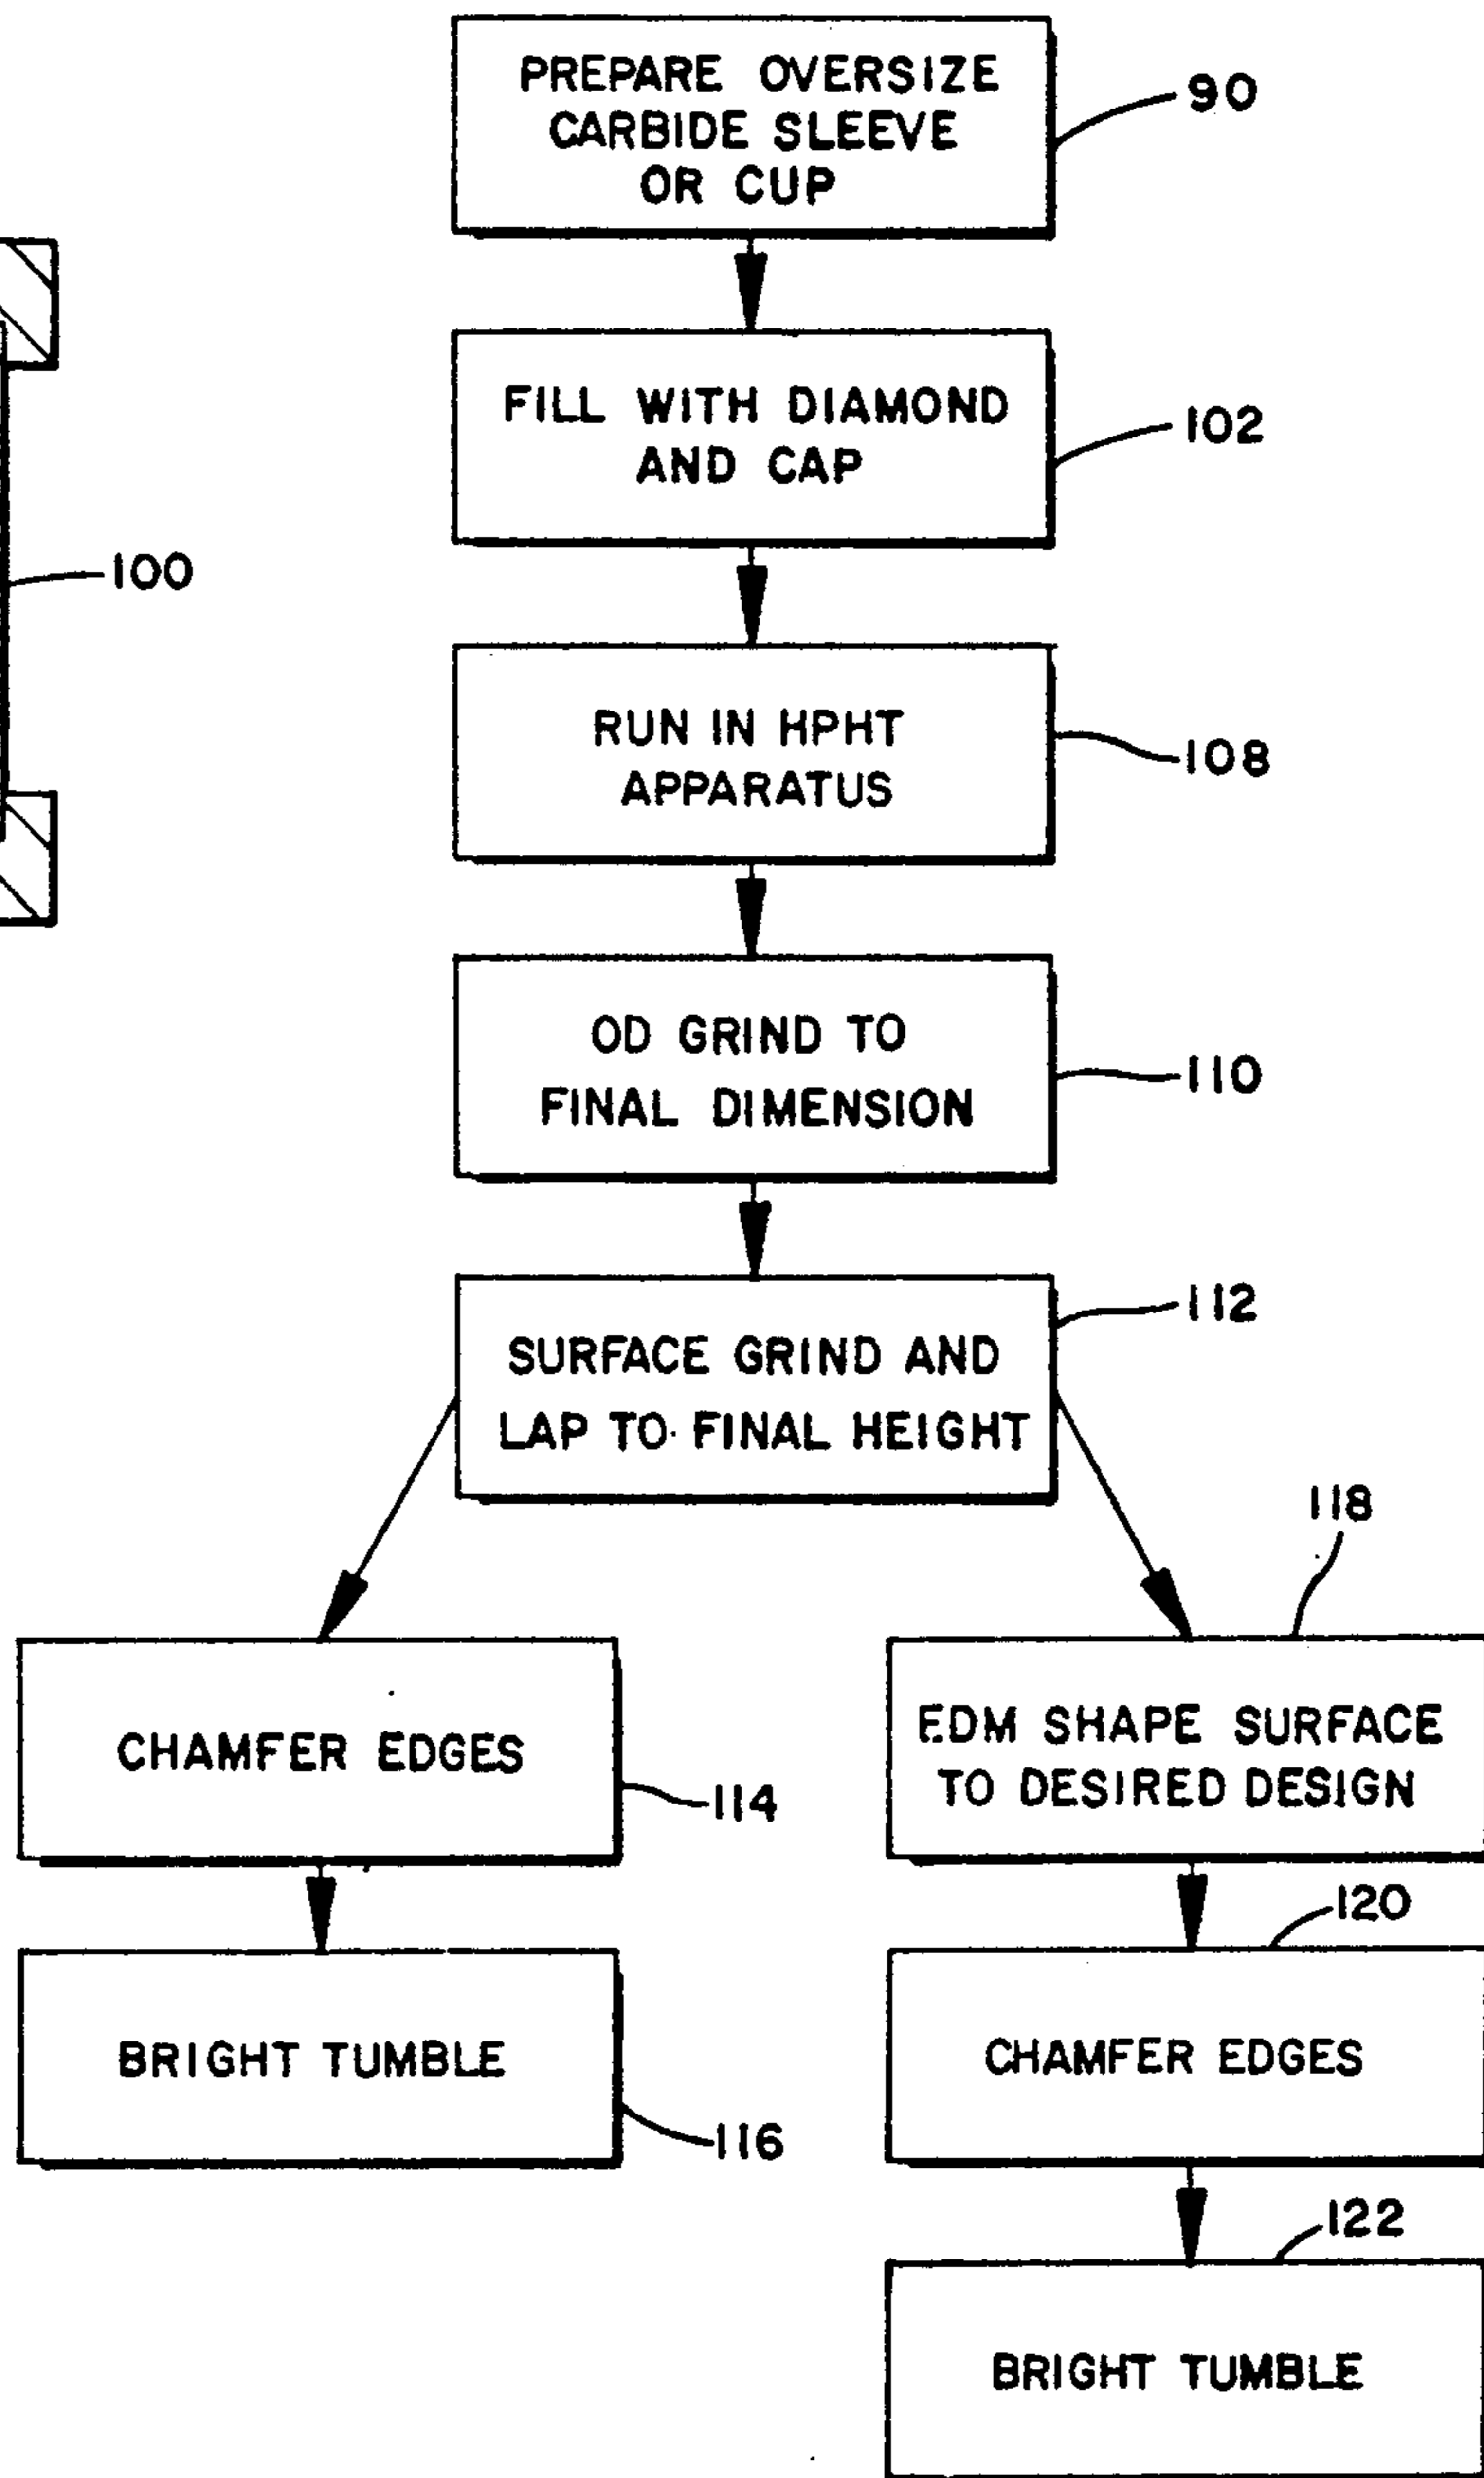 PREPARE OVERSIZE
CARBIDE SLEEVE
OR CUP
90
FILL WITH DIAMOND
AND CAP
102
100
RUN IN HPHT
APPARATUS
108
OD GRIND TO
FINAL DIMENSION
110
SURFACE GRIND AND
LAP TO FINAL HEIGHT
112
CHAMFER EDGES
114
BRIGHT TUMBLE
116
118
EDM SHAPE SURFACE
TO DESIRED DESIGN
120
CHAMFER EDGES
122
BRIGHT TUMBLE